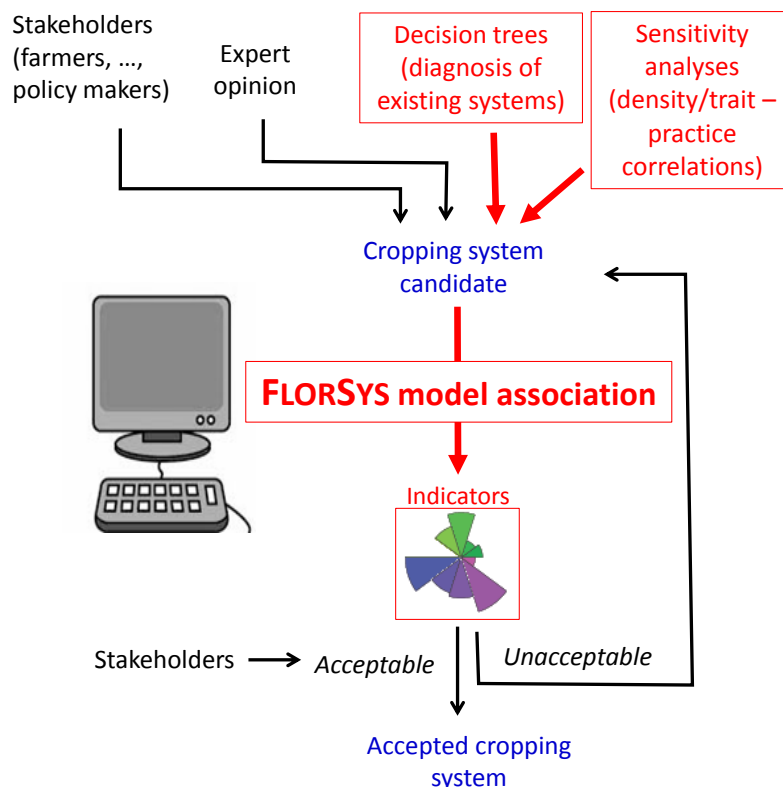 Stakeholders
(farmers, ...,
policy makers)
Expert
opinion
Decision trees
(diagnosis of
existing systems)
Sensitivity
analyses
(density/trait –
practice
correlations)
Cropping system
candidate
FLORSYS model association
Indicators
Stakeholders
Acceptable
Unacceptable
Accepted cropping
system